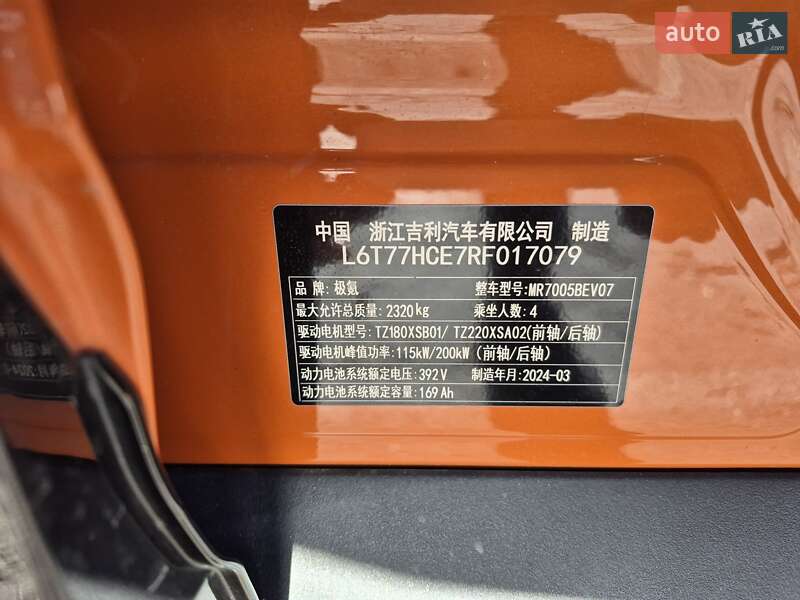 auto RIA.com
中国 浙江吉利汽车有限公司 制造
L6T77HCE7RF017079
品 牌: 极氪 整车型号: MR7005BEV07
最大允许总质量: 2320kg 乘坐人数: 4
驱动电机型号: TZ180XSB01/ TZ220XSA02(前轴/后轴)
驱动电机峰值功率: 115kW/200kW (前轴/后轴)
动力电池系统额定电压: 392V 制造年月: 2024-03
动力电池系统额定容量: 169Ah